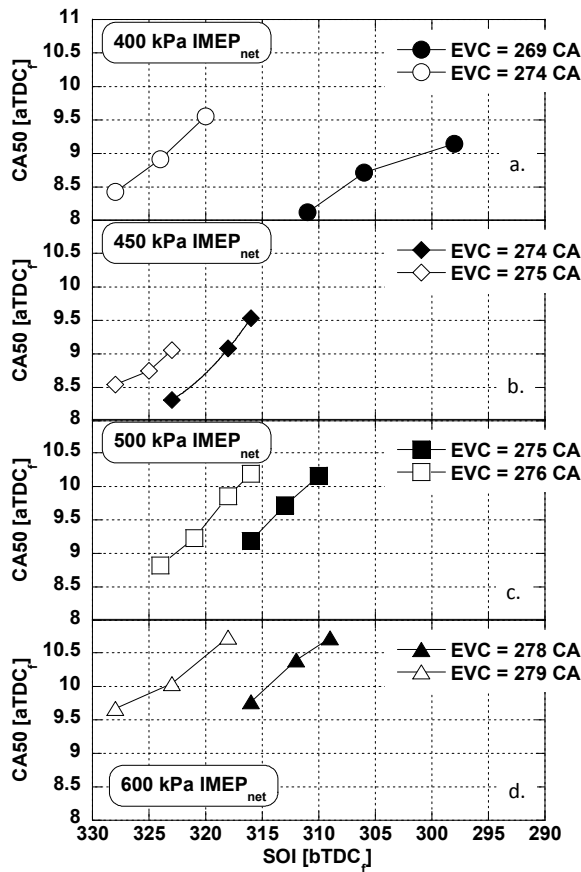 400 kPa IMEPnet
EVC = 269 CA
EVC = 274 CA
CA50 [aTDCf]
11
10.5
10
9.5
9
8.5
8
a.
450 kPa IMEPnet
EVC = 274 CA
EVC = 275 CA
CA50 [aTDCf]
10.5
10
9.5
9
8.5
8
b.
500 kPa IMEPnet
EVC = 275 CA
EVC = 276 CA
CA50 [aTDCf]
10.5
10
9.5
9
8.5
8
c.
EVC = 278 CA
EVC = 279 CA
CA50 [aTDCf]
10.5
10
9.5
9
8.5
8
600 kPa IMEPnet
d.
330 325 320 315 310 305 300 295 290
SOI [bTDCf]